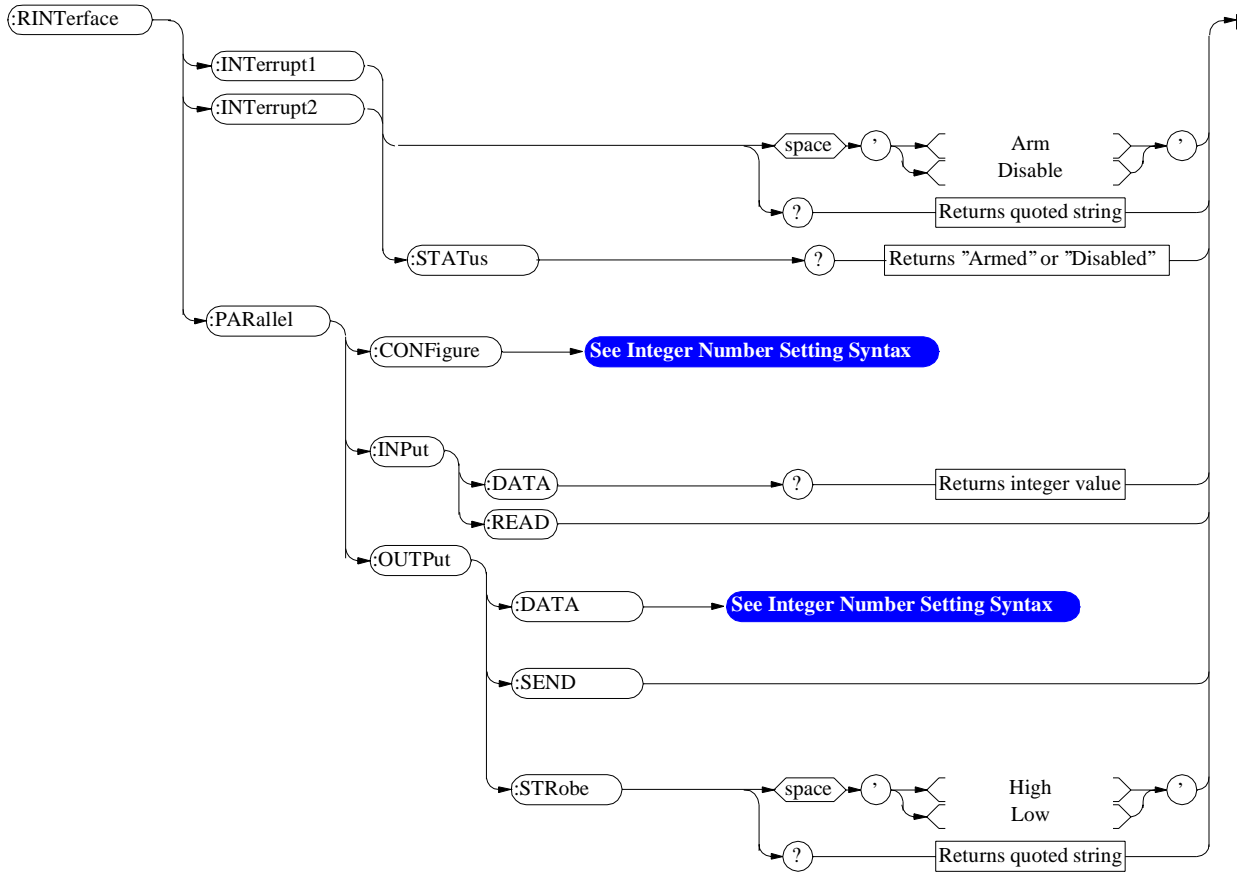 :RINTerface
:INTerrupt1
:INTerrupt2
space ’ Arm ’
Disable
? Returns quoted string
:STATus ? Returns ”Armed” or ”Disabled”
:PARallel
:CONFigure See Integer Number Setting Syntax
:INPut
:DATA ? Returns integer value
:READ
:OUTPut
:DATA See Integer Number Setting Syntax
:SEND
:STRobe space ’ High ’
Low
? Returns quoted string